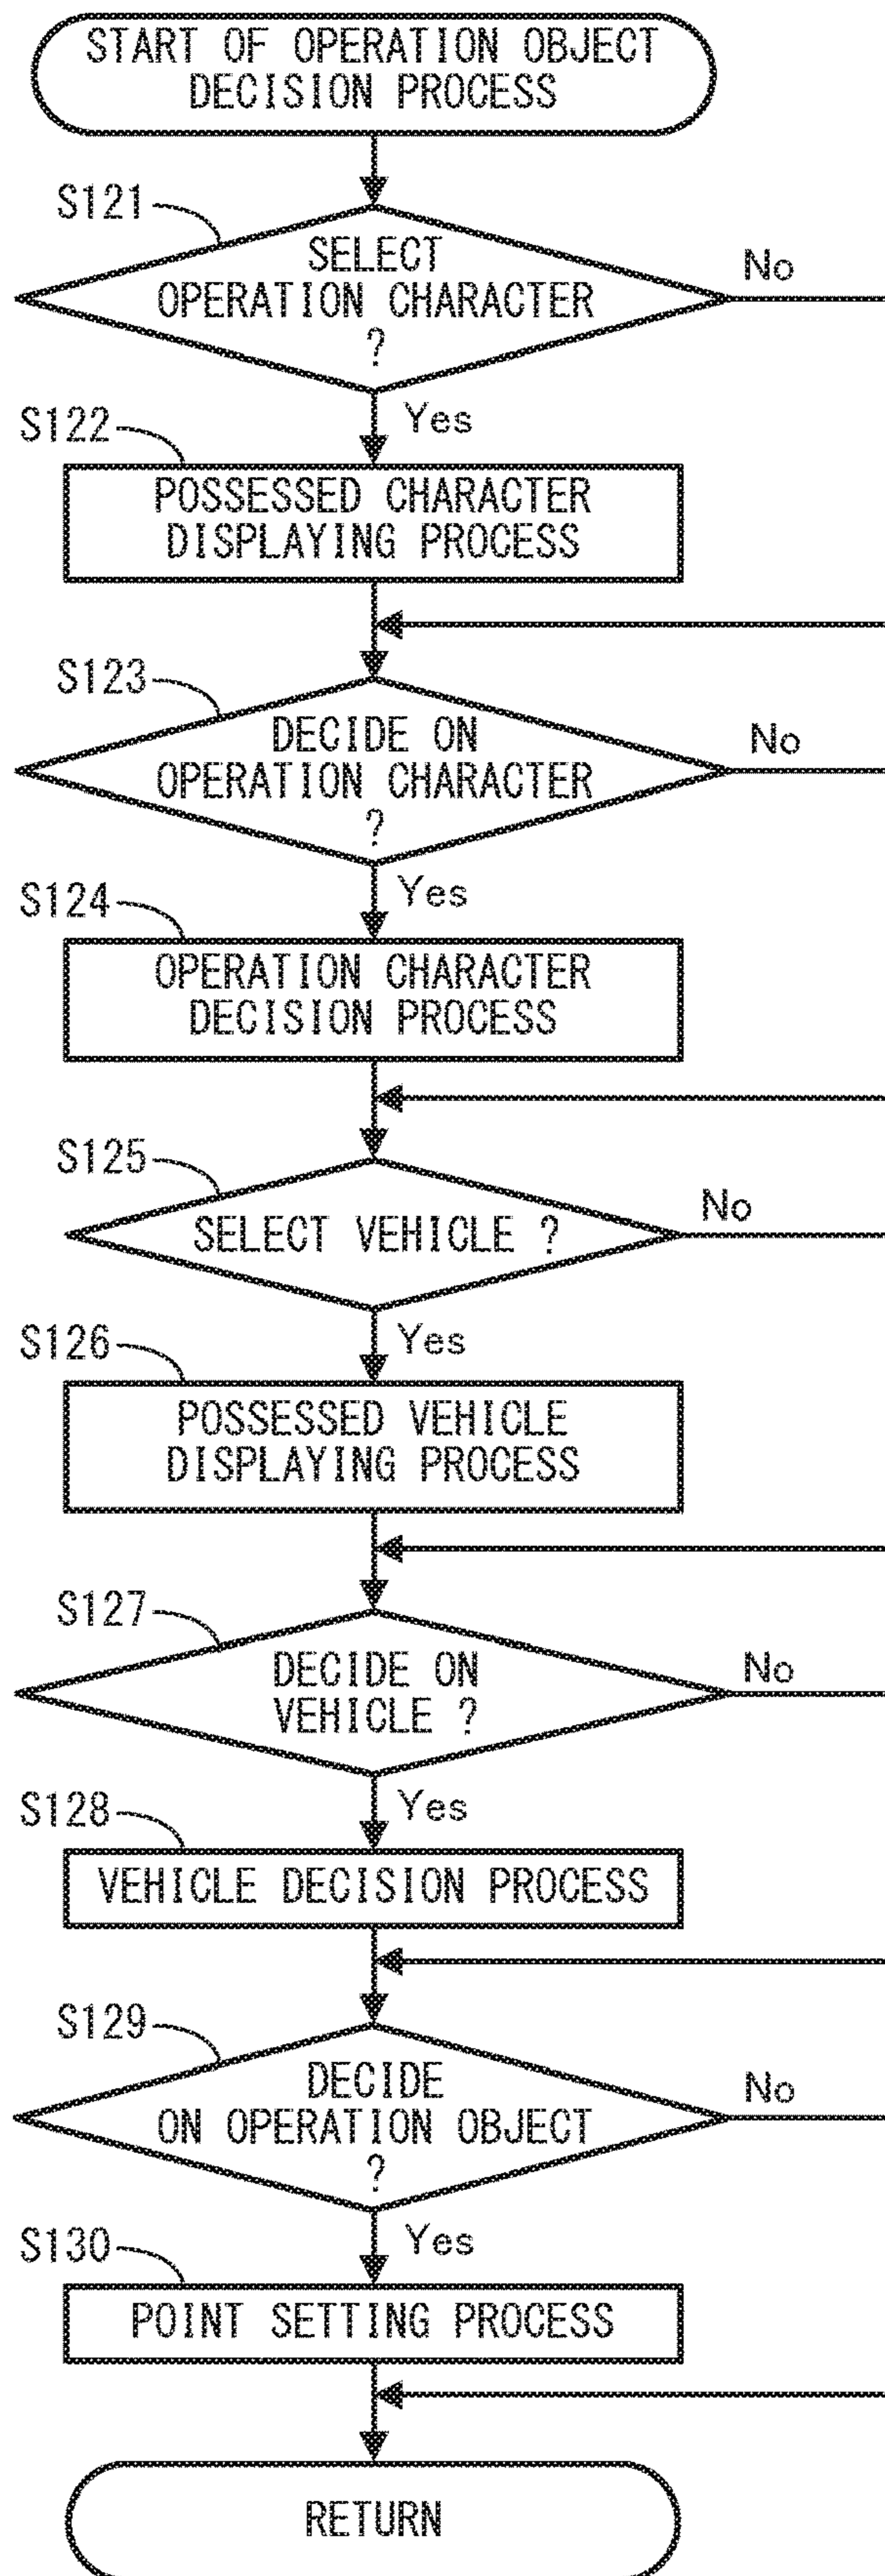 START OF OPERATION OBJECT
DECISION PROCESS
S121
SELECT
OPERATION CHARACTER
?
No
Yes
S122
POSSESSED CHARACTER
DISPLAYING PROCESS
S123
DECIDE ON
OPERATION CHARACTER
?
No
Yes
S124
OPERATION CHARACTER
DECISION PROCESS
S125
SELECT VEHICLE ?
No
Yes
S126
POSSESSED VEHICLE
DISPLAYING PROCESS
S127
DECIDE ON
VEHICLE ?
No
Yes
S128
VEHICLE DECISION PROCESS
S129
DECIDE
ON OPERATION OBJECT
?
No
Yes
S130
POINT SETTING PROCESS
RETURN